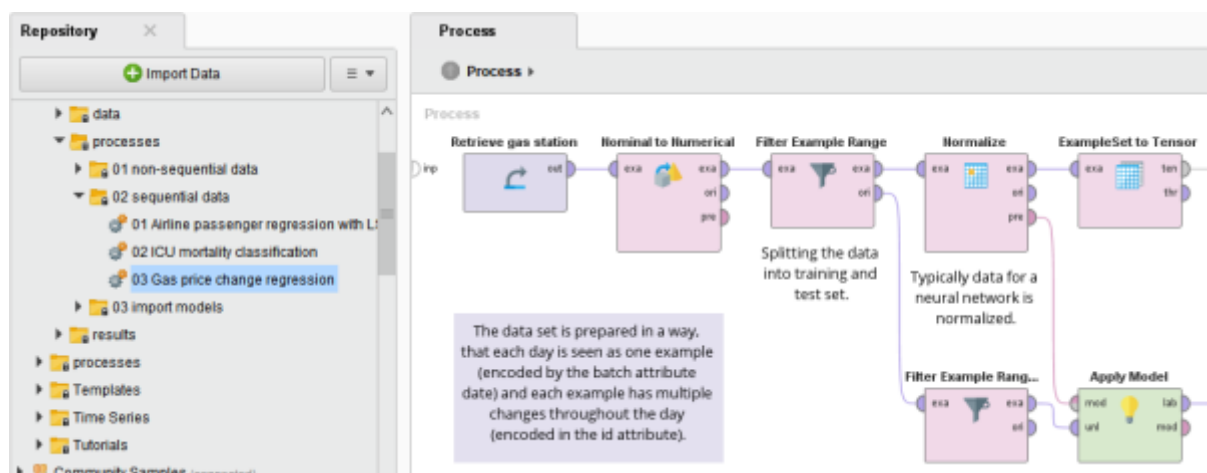 Repository
Import Data
data
processes
01 non-sequential data
02 sequential data
01 Airline passenger regression with LS
02 ICU mortality classification
03 Gas price change regression
03 import models
results
processes
Templates
Time Series
Tutorials
Community Samples (connected)
Process
Process
Process
inp
Retrieve gas station
out
Nominal to Numerical
exa exa
ori
pre
Filter Example Range
exa exa
ori
Splitting the data
into training and
test set.
Normalize
exa exa
ori
pre
Typically data for a
neural network is
normalized.
ExampleSet to Tensor
exa ten
thr
The data set is prepared in a way,
that each day is seen as one example
(encoded by the batch attribute
date) and each example has multiple
changes throughout the day
(encoded in the id attribute).
Filter Example Rang...
exa exa
ori
Apply Model
mod lab
unl mod